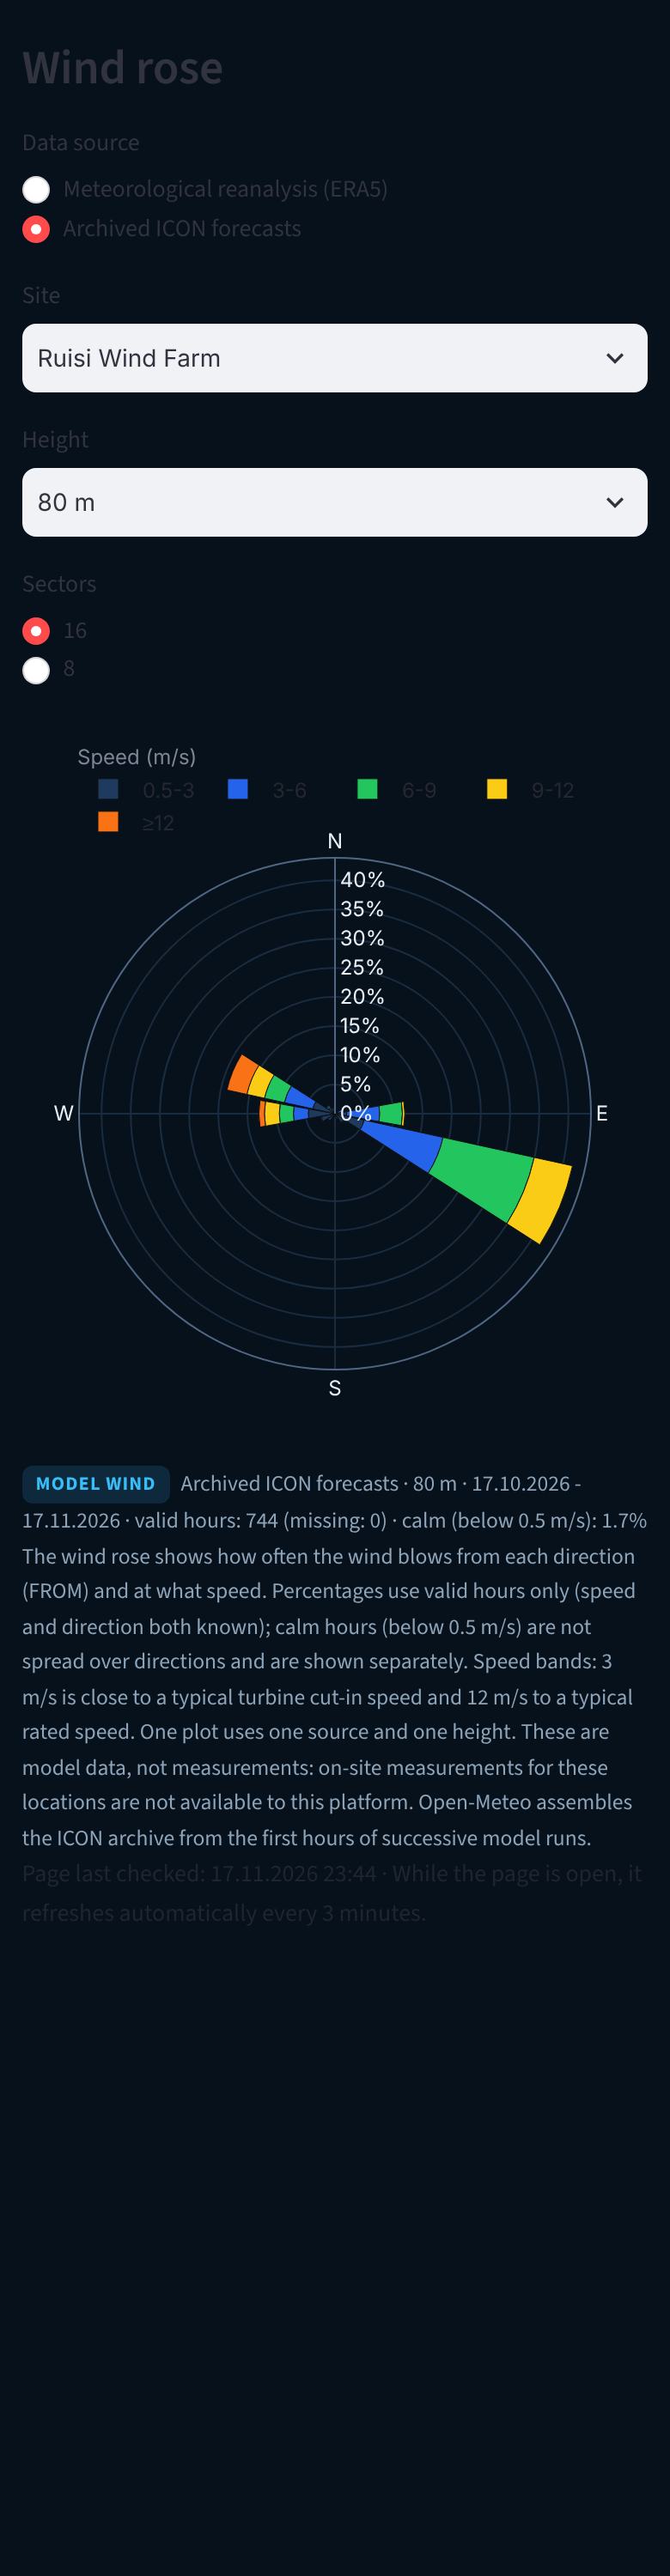 Wind rose
Data source
Meteorological reanalysis (ERA5)
Archived ICON forecasts
Site
Ruisi Wind Farm
Height
80 m
Sectors
16
8
Speed (m/s)
0.5-3 3-6 6-9 9-12
≥12
N
40%
35%
30%
25%
20%
15%
10%
5%
W 0% E
S
MODEL WIND Archived ICON forecasts · 80 m · 17.10.2026 -
17.11.2026 · valid hours: 744 (missing: 0) · calm (below 0.5 m/s): 1.7%
The wind rose shows how often the wind blows from each direction
(FROM) and at what speed. Percentages use valid hours only (speed
and direction both known); calm hours (below 0.5 m/s) are not
spread over directions and are shown separately. Speed bands: 3
m/s is close to a typical turbine cut-in speed and 12 m/s to a typical
rated speed. One plot uses one source and one height. These are
model data, not measurements: on-site measurements for these
locations are not available to this platform. Open-Meteo assembles
the ICON archive from the first hours of successive model runs.
Page last checked: 17.11.2026 23:44 · While the page is open, it
refreshes automatically every 3 minutes.